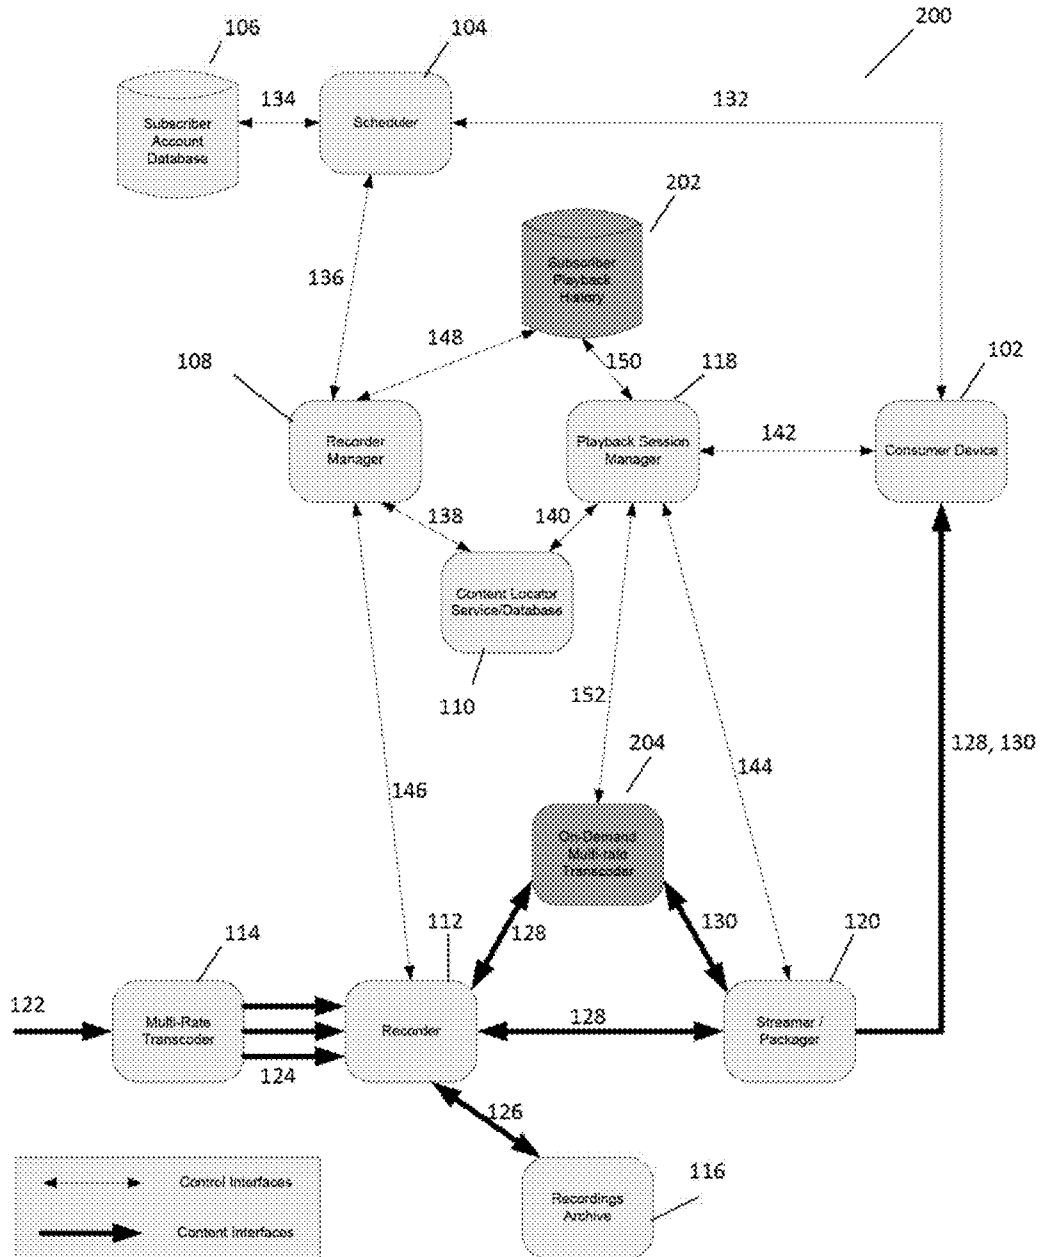 106
104
200
134
132
Subscriber
Account
Database
Scheduler
202
136
Subscriber
Playback
History
148
150
108
118
102
Recorder
Manager
Playback Session
Manager
142
Consumer Device
138
140
Content Locator
Service/Database
110
152
204
128, 130
144
146
On-Demand
Multi-rate
Transcoder
114
112
128
130
120
122
Multi-Rate
Transcoder
Recorder
128
Streamer /
Packager
124
126
116
Recordings
Archive
Control Interfaces
Content Interfaces